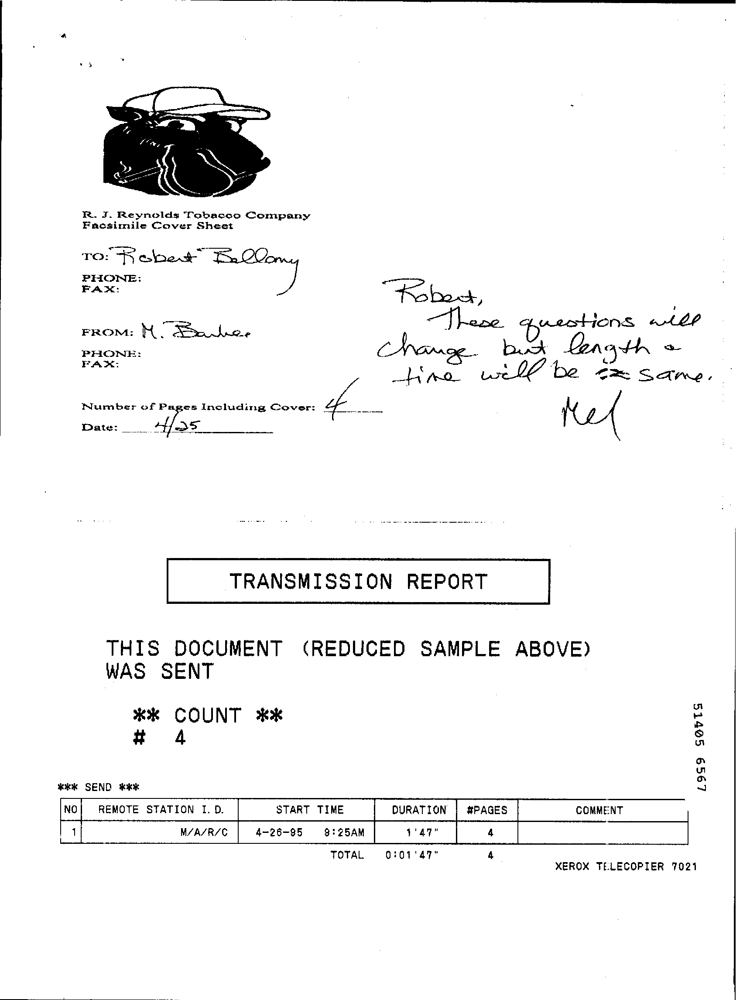 R. J. Reynolds Tobacco Company
Facsimile Cover Sheet
TO: Robert Bellamy
PHONE:
FAX:
FROM: M. Barker
PHONE:
FAX:
Number of Pages Including Cover: 4
Date: 4/25
Robert,
These questions will
change but length &
time will be same.
Mel
TRANSMISSION REPORT
THIS DOCUMENT (REDUCED SAMPLE ABOVE)
WAS SENT
** COUNT **
# 4
*** SEND ***
NO REMOTE STATION I.D. START TIME DURATION #PAGES COMMENT
1 M/A/R/C 4-26-95 9:25AM 1'47" 4
TOTAL 0:01'47" 4
XEROX TELECOPIER 7021
51405 6567